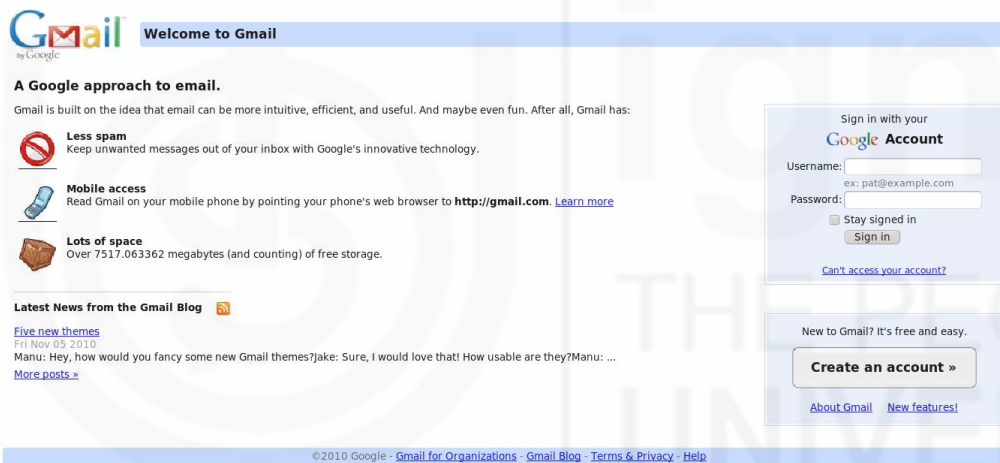 Gmail
by Google
Welcome to Gmail
A Google approach to email.
Gmail is built on the idea that email can be more intuitive, efficient, and useful. And maybe even fun. After all, Gmail has:
Less spam
Keep unwanted messages out of your inbox with Google's innovative technology.
Mobile access
Read Gmail on your mobile phone by pointing your phone's web browser to http://gmail.com. Learn more
Lots of space
Over 7517.063362 megabytes (and counting) of free storage.
Latest News from the Gmail Blog
Five new themes
Fri Nov 05 2010
Manu: Hey, how would you fancy some new Gmail themes?Jake: Sure, I would love that! How usable are they?Manu: ...
More posts »
Sign in with your
Google Account
Username:
ex: pat@example.com
Password:
Stay signed in
Sign in
Can't access your account?
New to Gmail? It's free and easy.
Create an account »
About Gmail New features!
©2010 Google - Gmail for Organizations - Gmail Blog - Terms & Privacy - Help
THE
UNIVE